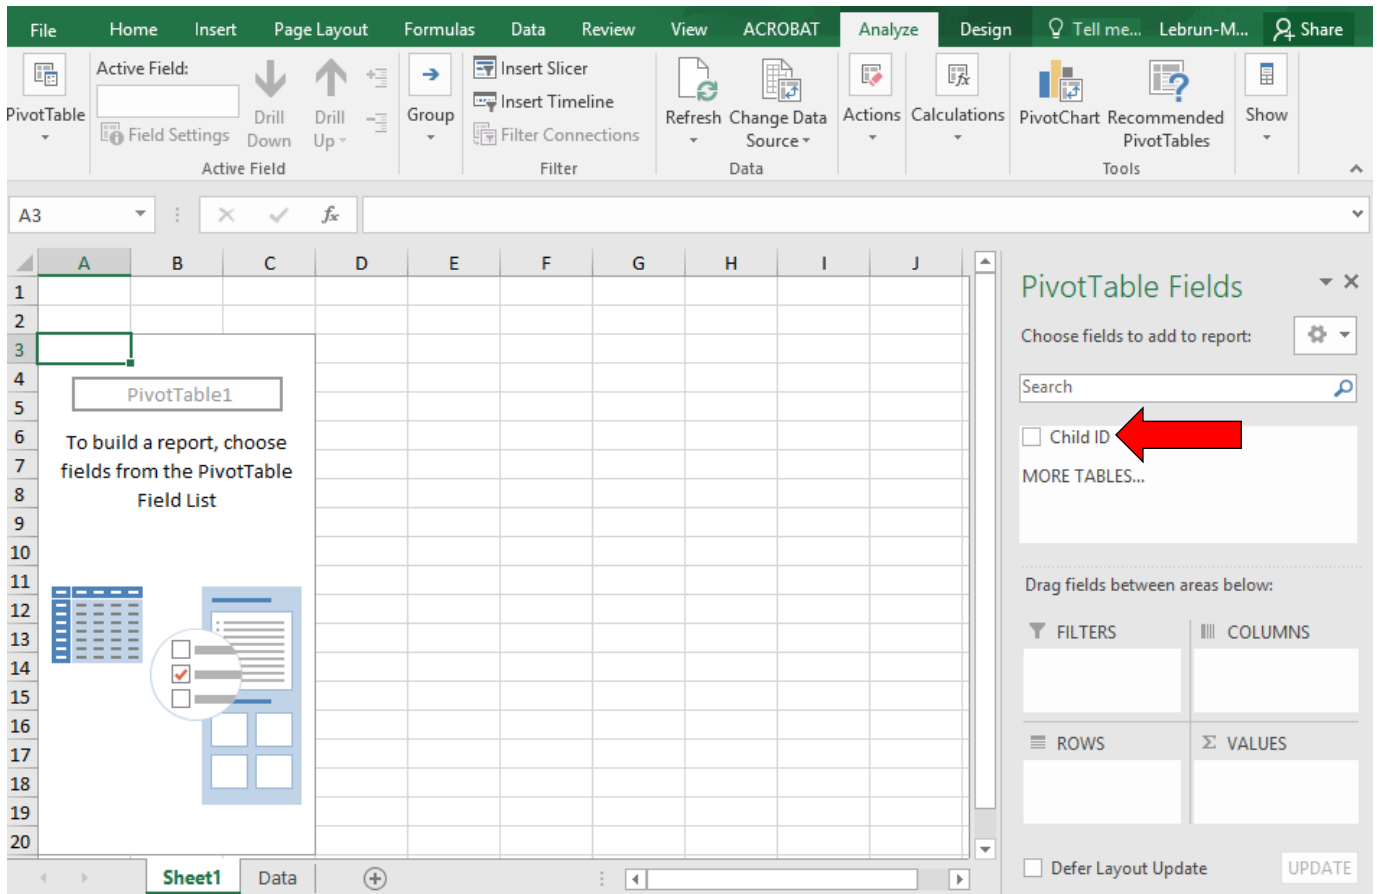 File Home Insert Page Layout Formulas Data Review View ACROBAT Analyze Design Tell me... Lebrun-M... Share
PivotTable
Active Field:
Field Settings
Drill Down
Drill Up
Active Field
Group
Insert Slicer
Insert Timeline
Filter Connections
Filter
Refresh
Change Data Source
Data
Actions
Calculations
PivotChart
Recommended PivotTables
Tools
Show
A3
fx
A B C D E F G H I J
1
2
3
4
5
6
7
8
9
10
11
12
13
14
15
16
17
18
19
20
PivotTable1
To build a report, choose
fields from the PivotTable
Field List
PivotTable Fields
Choose fields to add to report:
Search
Child ID
MORE TABLES...
Drag fields between areas below:
FILTERS
COLUMNS
ROWS
Σ VALUES
Defer Layout Update
UPDATE
Sheet1 Data